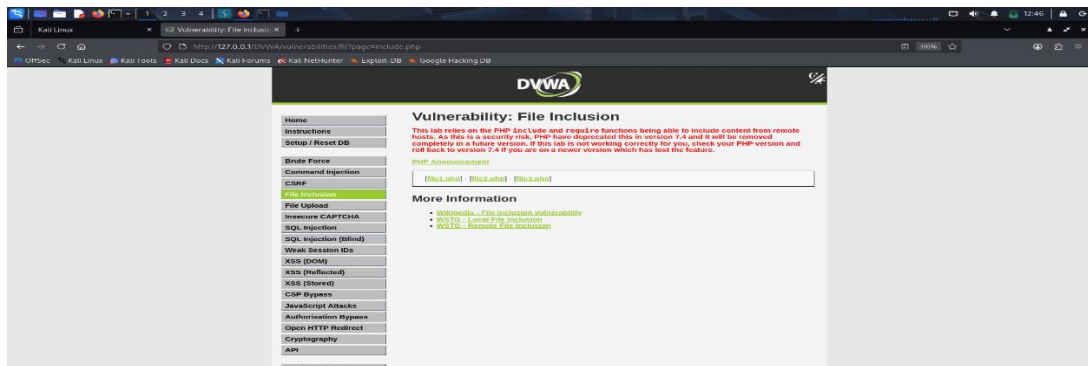 1 2 3 4
12:46
Kali Linux
Vulnerability: File Inclusio
http://127.0.0.1/DVWA/vulnerabilities/fi/?page=include.php
110%
OffSec Kali Linux Kali Tools Kali Docs Kali Forums Kali NetHunter Exploit-DB Google Hacking DB
DVWA
Home
Instructions
Setup / Reset DB
Brute Force
Command Injection
CSRF
File Inclusion
File Upload
Insecure CAPTCHA
SQL Injection
SQL Injection (Blind)
Weak Session IDs
XSS (DOM)
XSS (Reflected)
XSS (Stored)
CSP Bypass
JavaScript Attacks
Authorisation Bypass
Open HTTP Redirect
Cryptography
API
Vulnerability: File Inclusion
This lab relies on the PHP include and require functions being able to include content from remote
hosts. As this is a security risk, PHP have deprecated this in version 7.4 and it will be removed
completely in a future version. If this lab is not working correctly for you, check your PHP version and
roll back to version 7.4 if you are on a newer version which has lost the feature.
PHP Announcement
[file1.php] - [file2.php] - [file3.php]
More Information
Wikipedia - File inclusion vulnerability
WSTG - Local File Inclusion
WSTG - Remote File Inclusion